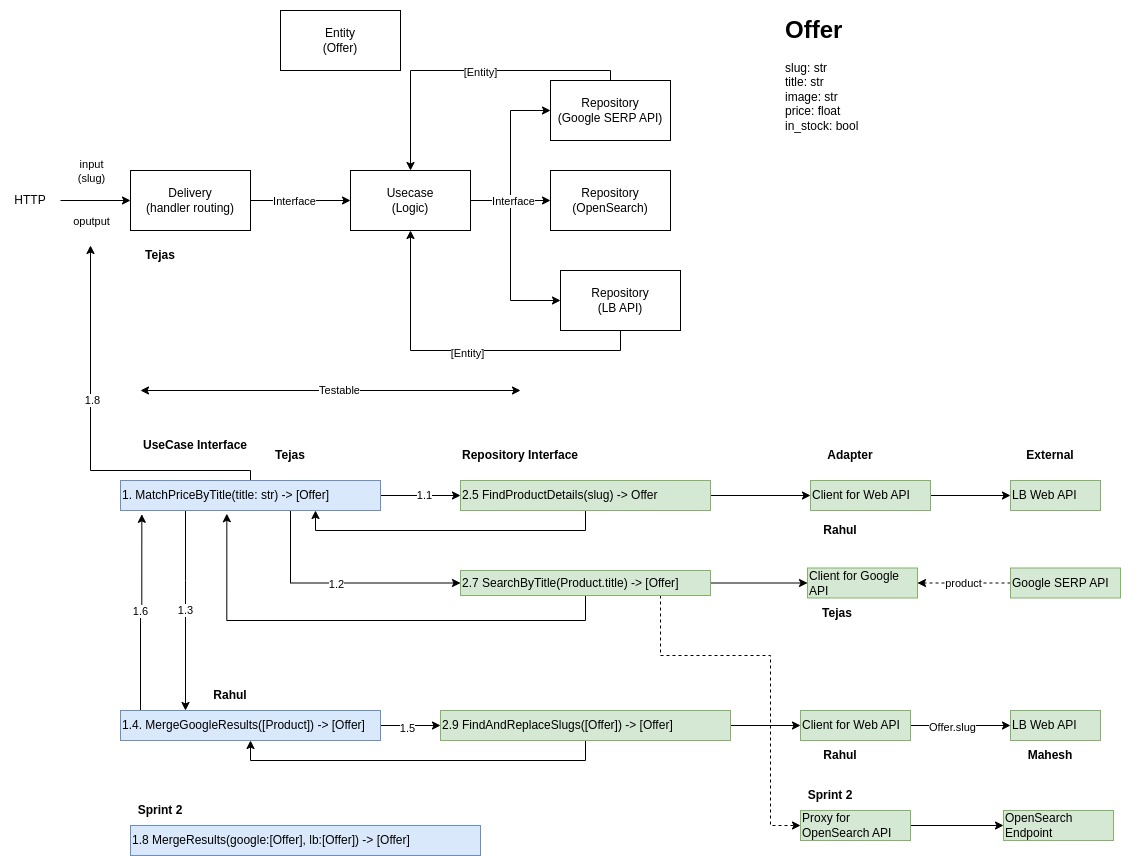 Entity
(Offer)
Offer
slug: str
title: str
image: str
price: float
in_stock: bool
[Entity]
Repository
(Google SERP API)
input
(slug)
HTTP
oputput
Delivery
(handler routing)
Interface
Usecase
(Logic)
Interface
Repository
(OpenSearch)
Tejas
Repository
(LB API)
[Entity]
Testable
1.8
UseCase Interface
Tejas
Repository Interface
Adapter
External
1. MatchPriceByTitle(title: str) -> [Offer]
1.1
2.5 FindProductDetails(slug) -> Offer
Client for Web API
LB Web API
Rahul
1.2
2.7 SearchByTitle(Product.title) -> [Offer]
Client for Google
API
product
Google SERP API
Tejas
1.6
1.3
Rahul
1.4. MergeGoogleResults([Product]) -> [Offer]
1.5
2.9 FindAndReplaceSlugs([Offer]) -> [Offer]
Client for Web API
Offer.slug
LB Web API
Rahul
Mahesh
Sprint 2
Proxy for
OpenSearch API
OpenSearch
Endpoint
Sprint 2
1.8 MergeResults(google:[Offer], lb:[Offer]) -> [Offer]